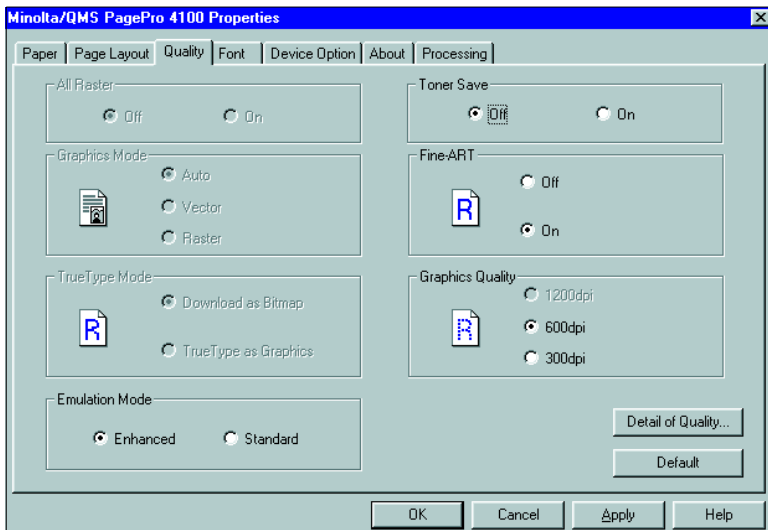 Minolta/QMS PagePro 4100 Properties
Paper Page Layout Quality Font Device Option About Processing
All Raster
Off On
Graphics Mode
Auto
Vector
Raster
TrueType Mode
Download as Bitmap
TrueType as Graphics
Emulation Mode
Enhanced Standard
Toner Save
Off On
Fine-ART
R
Off
On
Graphics Quality
1200dpi
600dpi
300dpi
Detail of Quality...
Default
OK Cancel Apply Help